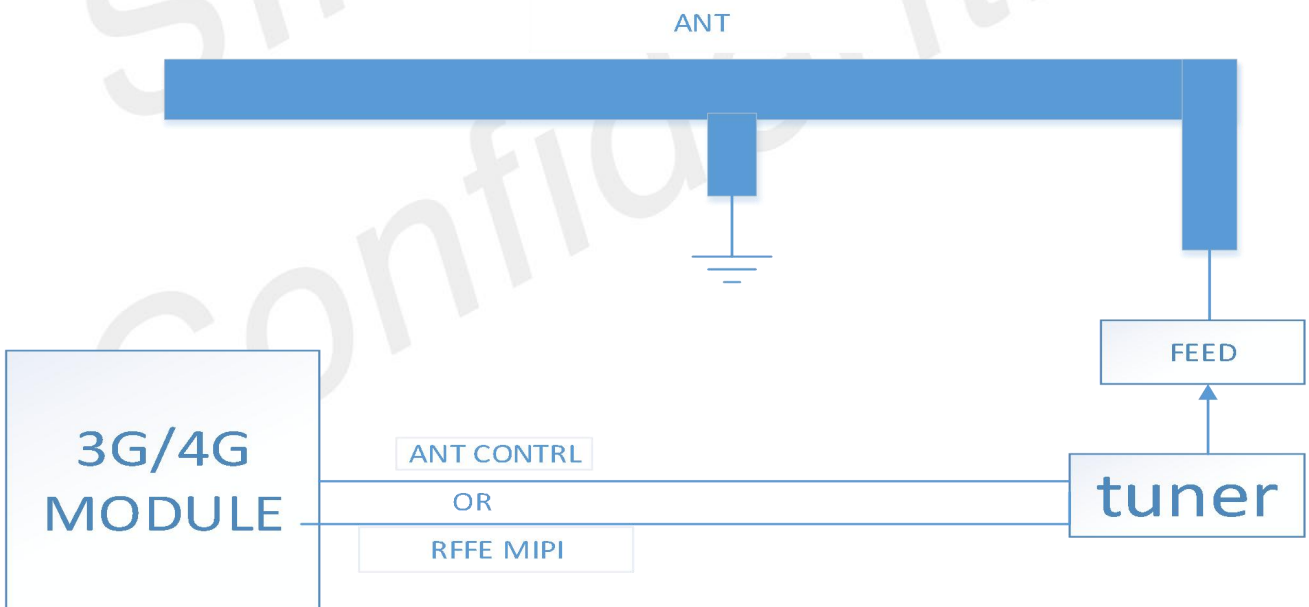 ANT
FEED
3G/4G
MODULE
ANT CONTRL
OR
RFFE MIPI
tuner